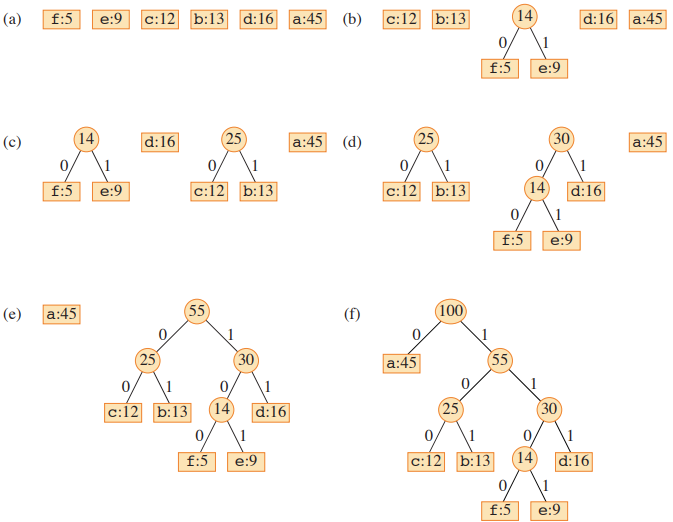 (a) f:5 e:9 c:12 b:13 d:16 a:45
(b) c:12 b:13 14 d:16 a:45
0 1
f:5 e:9
(c) 14 d:16 25 a:45
0 1 0 1
f:5 e:9 c:12 b:13
(d) 25 30 a:45
0 1 0 1
c:12 b:13 14 d:16
0 1
f:5 e:9
(e) a:45 55
0 1
25 30
0 1 0 1
c:12 b:13 14 d:16
0 1
f:5 e:9
(f) 100
0 1
a:45 55
0 1
25 30
0 1 0 1
c:12 b:13 14 d:16
0 1
f:5 e:9